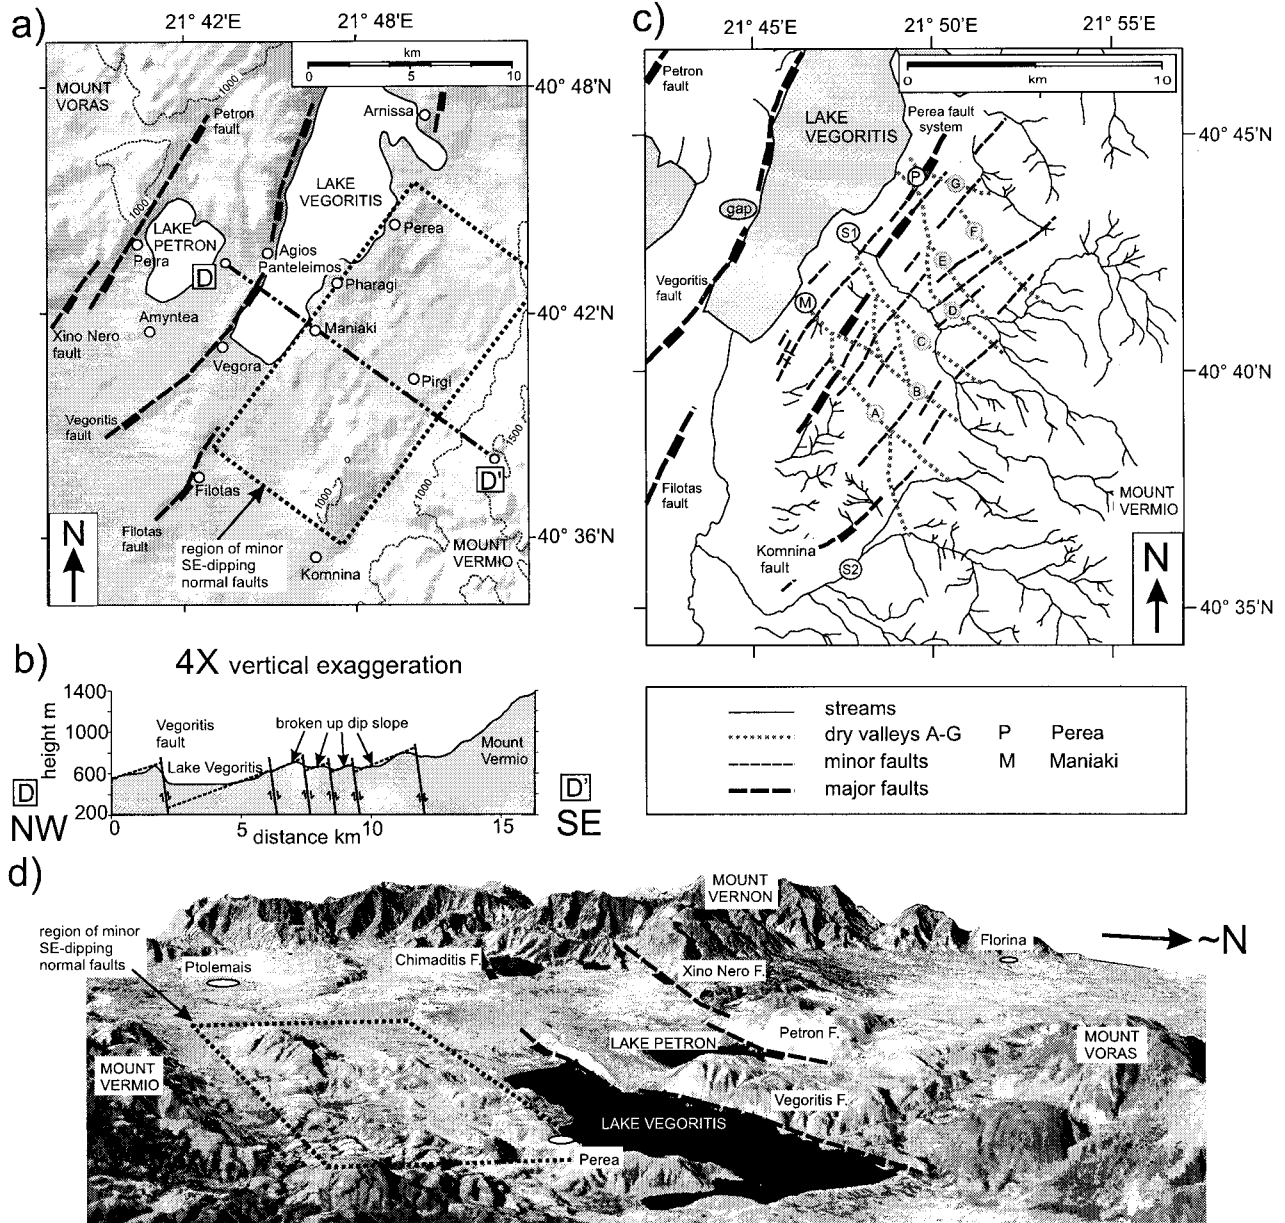 a)
21° 42'E
21° 48'E
km
0 5 10
MOUNT
VORAS
1000
Petron
fault
Arnissa
40° 48'N
1000
1000
LAKE
VEGORITIS
LAKE
PETRON
Petra
Perea
D
Agios
Panteleimos
Pharagi
40° 42'N
Amyntea
Maniaki
Xino Nero
fault
Vegora
Pirgi
Vegoritis
fault
1500
D'
Filotas
1000
1000
Filotas
fault
40° 36'N
N
region of minor
SE-dipping
normal faults
MOUNT
VERMIO
Komnina
c)
21° 45'E
21° 50'E
21° 55'E
Petron
fault
0 km 10
LAKE
VEGORITIS
Perea fault
system
40° 45'N
P
G
gap
S1
F
E
Vegoritis
fault
M
D
C
40° 40'N
B
A
Filotas
fault
MOUNT
VERMIO
Komnina
fault
S2
N
40° 35'N
b)
4X vertical exaggeration
1400
1000
600
200
height m
Vegoritis
fault
broken up dip slope
Lake Vegoritis
Mount
Vermio
D
NW
0 5 10 15
distance km
D'
SE
streams
dry valleys A-G P Perea
minor faults M Maniaki
major faults
d)
MOUNT
VERNON
region of minor
SE-dipping
normal faults
Ptolemais
Chimaditis F.
Xino Nero F.
Florina
~N
Petron F.
LAKE PETRON
MOUNT
VORAS
MOUNT
VERMIO
Vegoritis F.
LAKE VEGORITIS
Perea